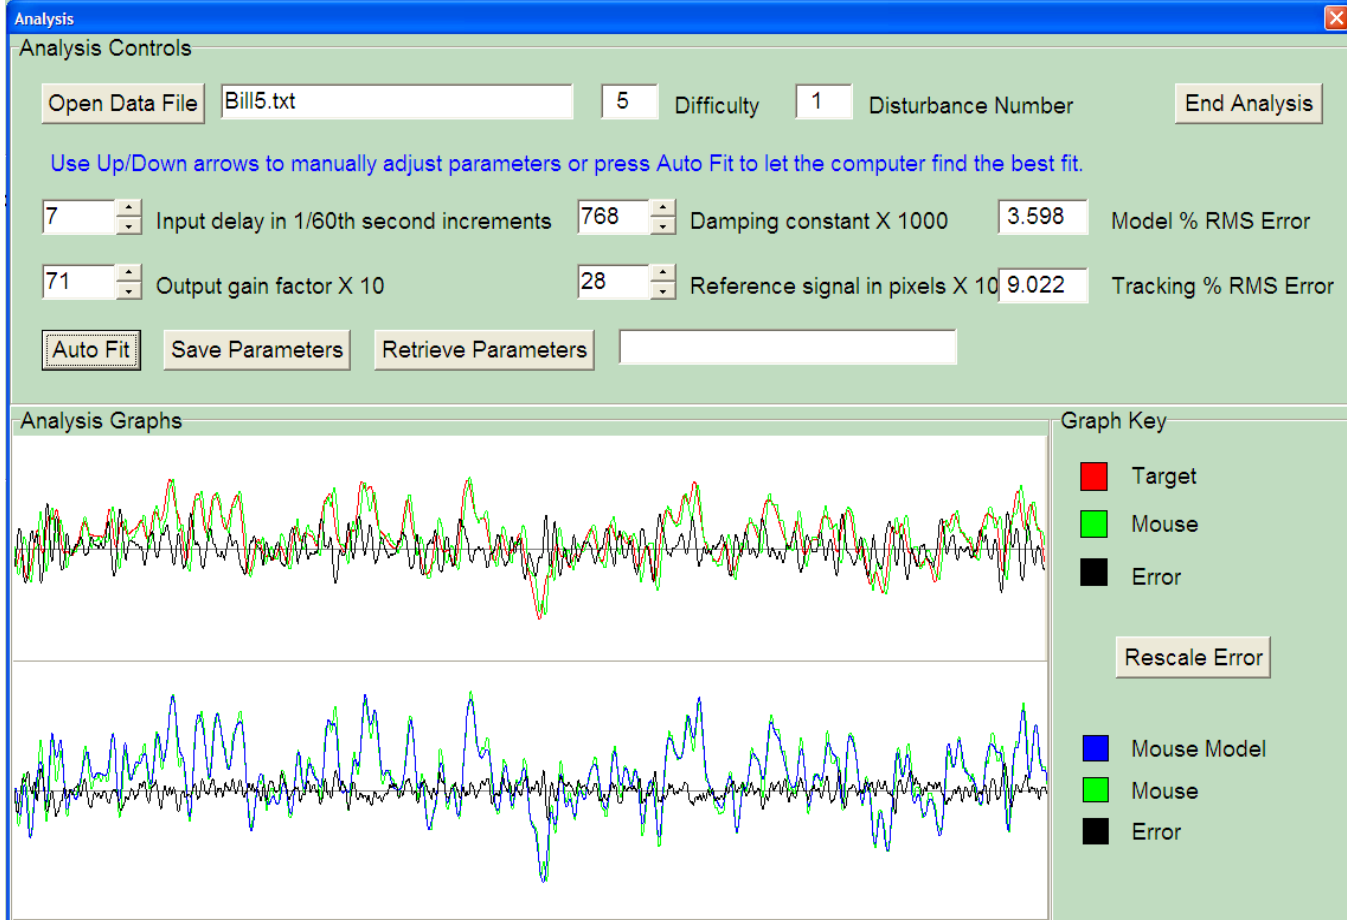 Analysis
Analysis Controls
Open Data File Bill5.txt 5 Difficulty 1 Disturbance Number End Analysis
Use Up/Down arrows to manually adjust parameters or press Auto Fit to let the computer find the best fit.
7 Input delay in 1/60th second increments 768 Damping constant X 1000 3.598 Model % RMS Error
71 Output gain factor X 10 28 Reference signal in pixels X 10 9.022 Tracking % RMS Error
Auto Fit Save Parameters Retrieve Parameters
Analysis Graphs
Graph Key
Target
Mouse
Error
Rescale Error
Mouse Model
Mouse
Error